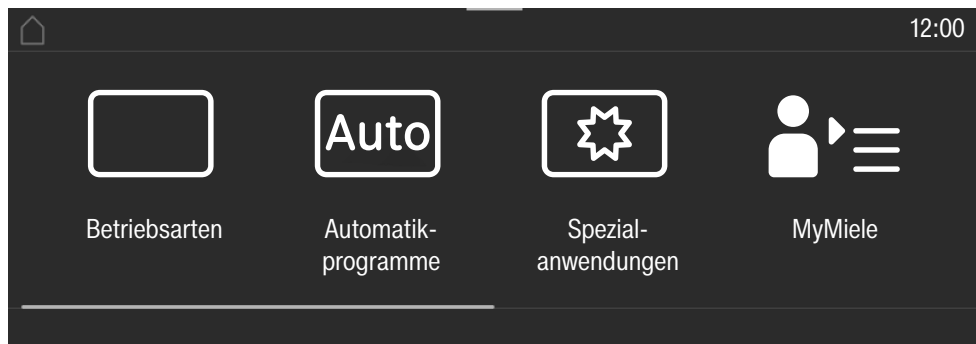 12:00
Auto
Betriebsarten
Automatik-
programme
Spezial-
anwendungen
MyMiele